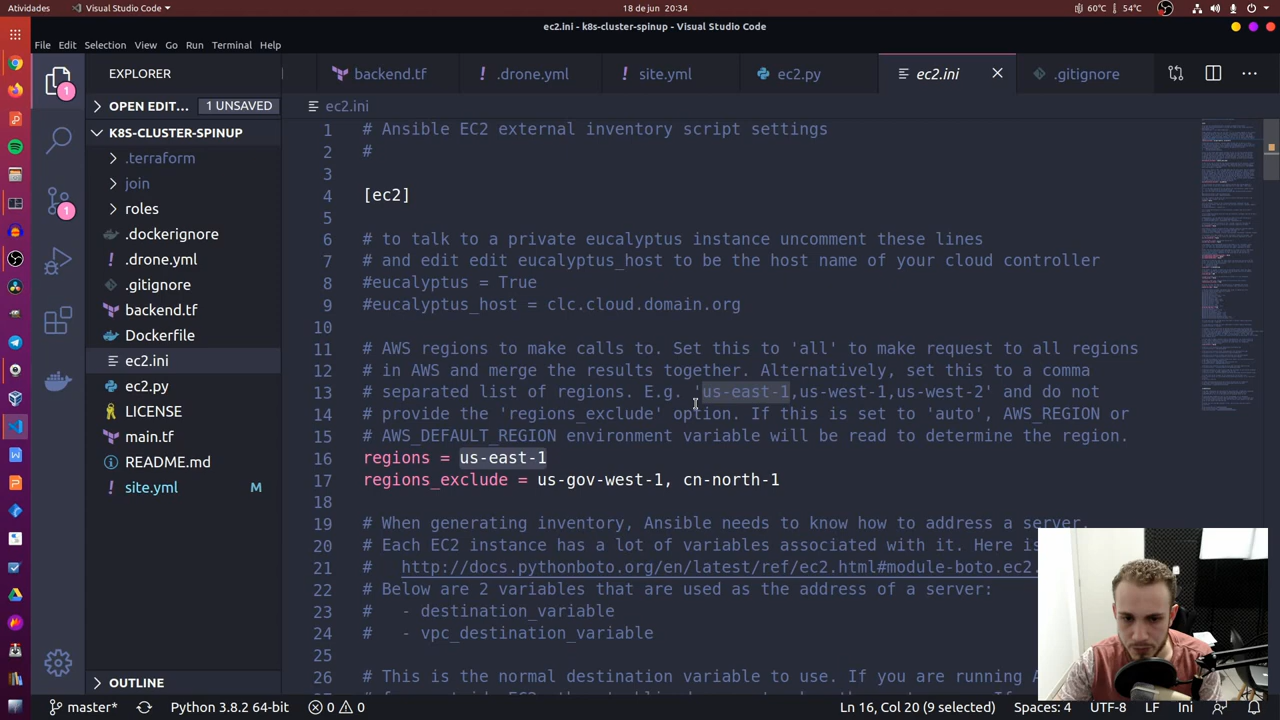 Atividades
Visual Studio Code
18 de jun 20:34
60°C
54°C
ec2.ini - k8s-cluster-spinup - Visual Studio Code
File Edit Selection View Go Run Terminal Help
EXPLORER
backend.tf
.drone.yml
site.yml
ec2.py
ec2.ini
.gitignore
OPEN EDIT...
1 UNSAVED
ec2.ini
K8S-CLUSTER-SPINUP
.terraform
join
roles
.dockerignore
.drone.yml
.gitignore
backend.tf
Dockerfile
ec2.ini
ec2.py
LICENSE
main.tf
README.md
site.yml M
OUTLINE
1
1
1 # Ansible EC2 external inventory script settings
2 #
3
4 [ec2]
5
6 # to talk to a private eucalyptus instance uncomment these lines
7 # and edit edit eucalyptus host to be the host name of your cloud controller
8 #eucalyptus = True
9 #eucalyptus_host = clc.cloud.domain.org
10
11 # AWS regions to make calls to. Set this to 'all' to make request to all regions
12 # in AWS and merge the results together. Alternatively, set this to a comma
13 # separated list of regions. E.g. 'us-east-1,us-west-1,us-west-2' and do not
14 # provide the 'regions_exclude' option. If this is set to 'auto', AWS_REGION or
15 # AWS_DEFAULT_REGION environment variable will be read to determine the region.
16 regions = us-east-1
17 regions_exclude = us-gov-west-1, cn-north-1
18
19 # When generating inventory, Ansible needs to know how to address a server.
20 # Each EC2 instance has a lot of variables associated with it. Here is
21 # http://docs.pythonboto.org/en/latest/ref/ec2.html#module-boto.ec2.
22 # Below are 2 variables that are used as the address of a server:
23 # - destination_variable
24 # - vpc_destination_variable
25
26 # This is the normal destination variable to use. If you are running A
master*
Python 3.8.2 64-bit
0
0
Ln 16, Col 20 (9 selected)
Spaces: 4
UTF-8
LF
Ini